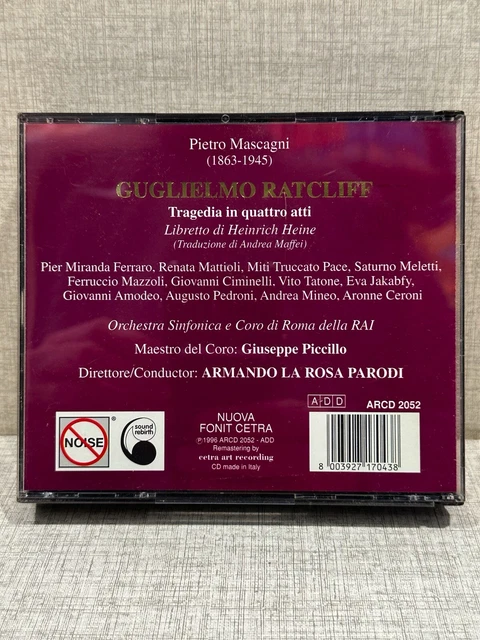 Pietro Mascagni
(1863-1945)
GUGLIELMO RATCLIFF
Tragedia in quattro atti
Libretto di Heinrich Heine
(Traduzione di Andrea Maffei)
Pier Miranda Ferraro, Renata Mattioli, Miti Truccato Pace, Saturno Meletti,
Ferruccio Mazzoli, Giovanni Ciminelli. Vito Tatone, Eva Jakabfy,
Giovanni Amodeo, Augusto Pedroni, Andrea Mineo, Aronne Ceroni
Orchestra Sinfonica e Coro di Roma della RAI
Maestro del Coro: Giuseppe Piccillo
Direttore/Conductor: ARMANDO LA ROSA PARODI
ADD
ARCD 2052
NOISE
®
sound
rebirth
NUOVA
FONIT CETRA
℗1996 ARCD 2052 - ADD
Remastering by
cetra art recording
CD made in Italy
8 003927 170438